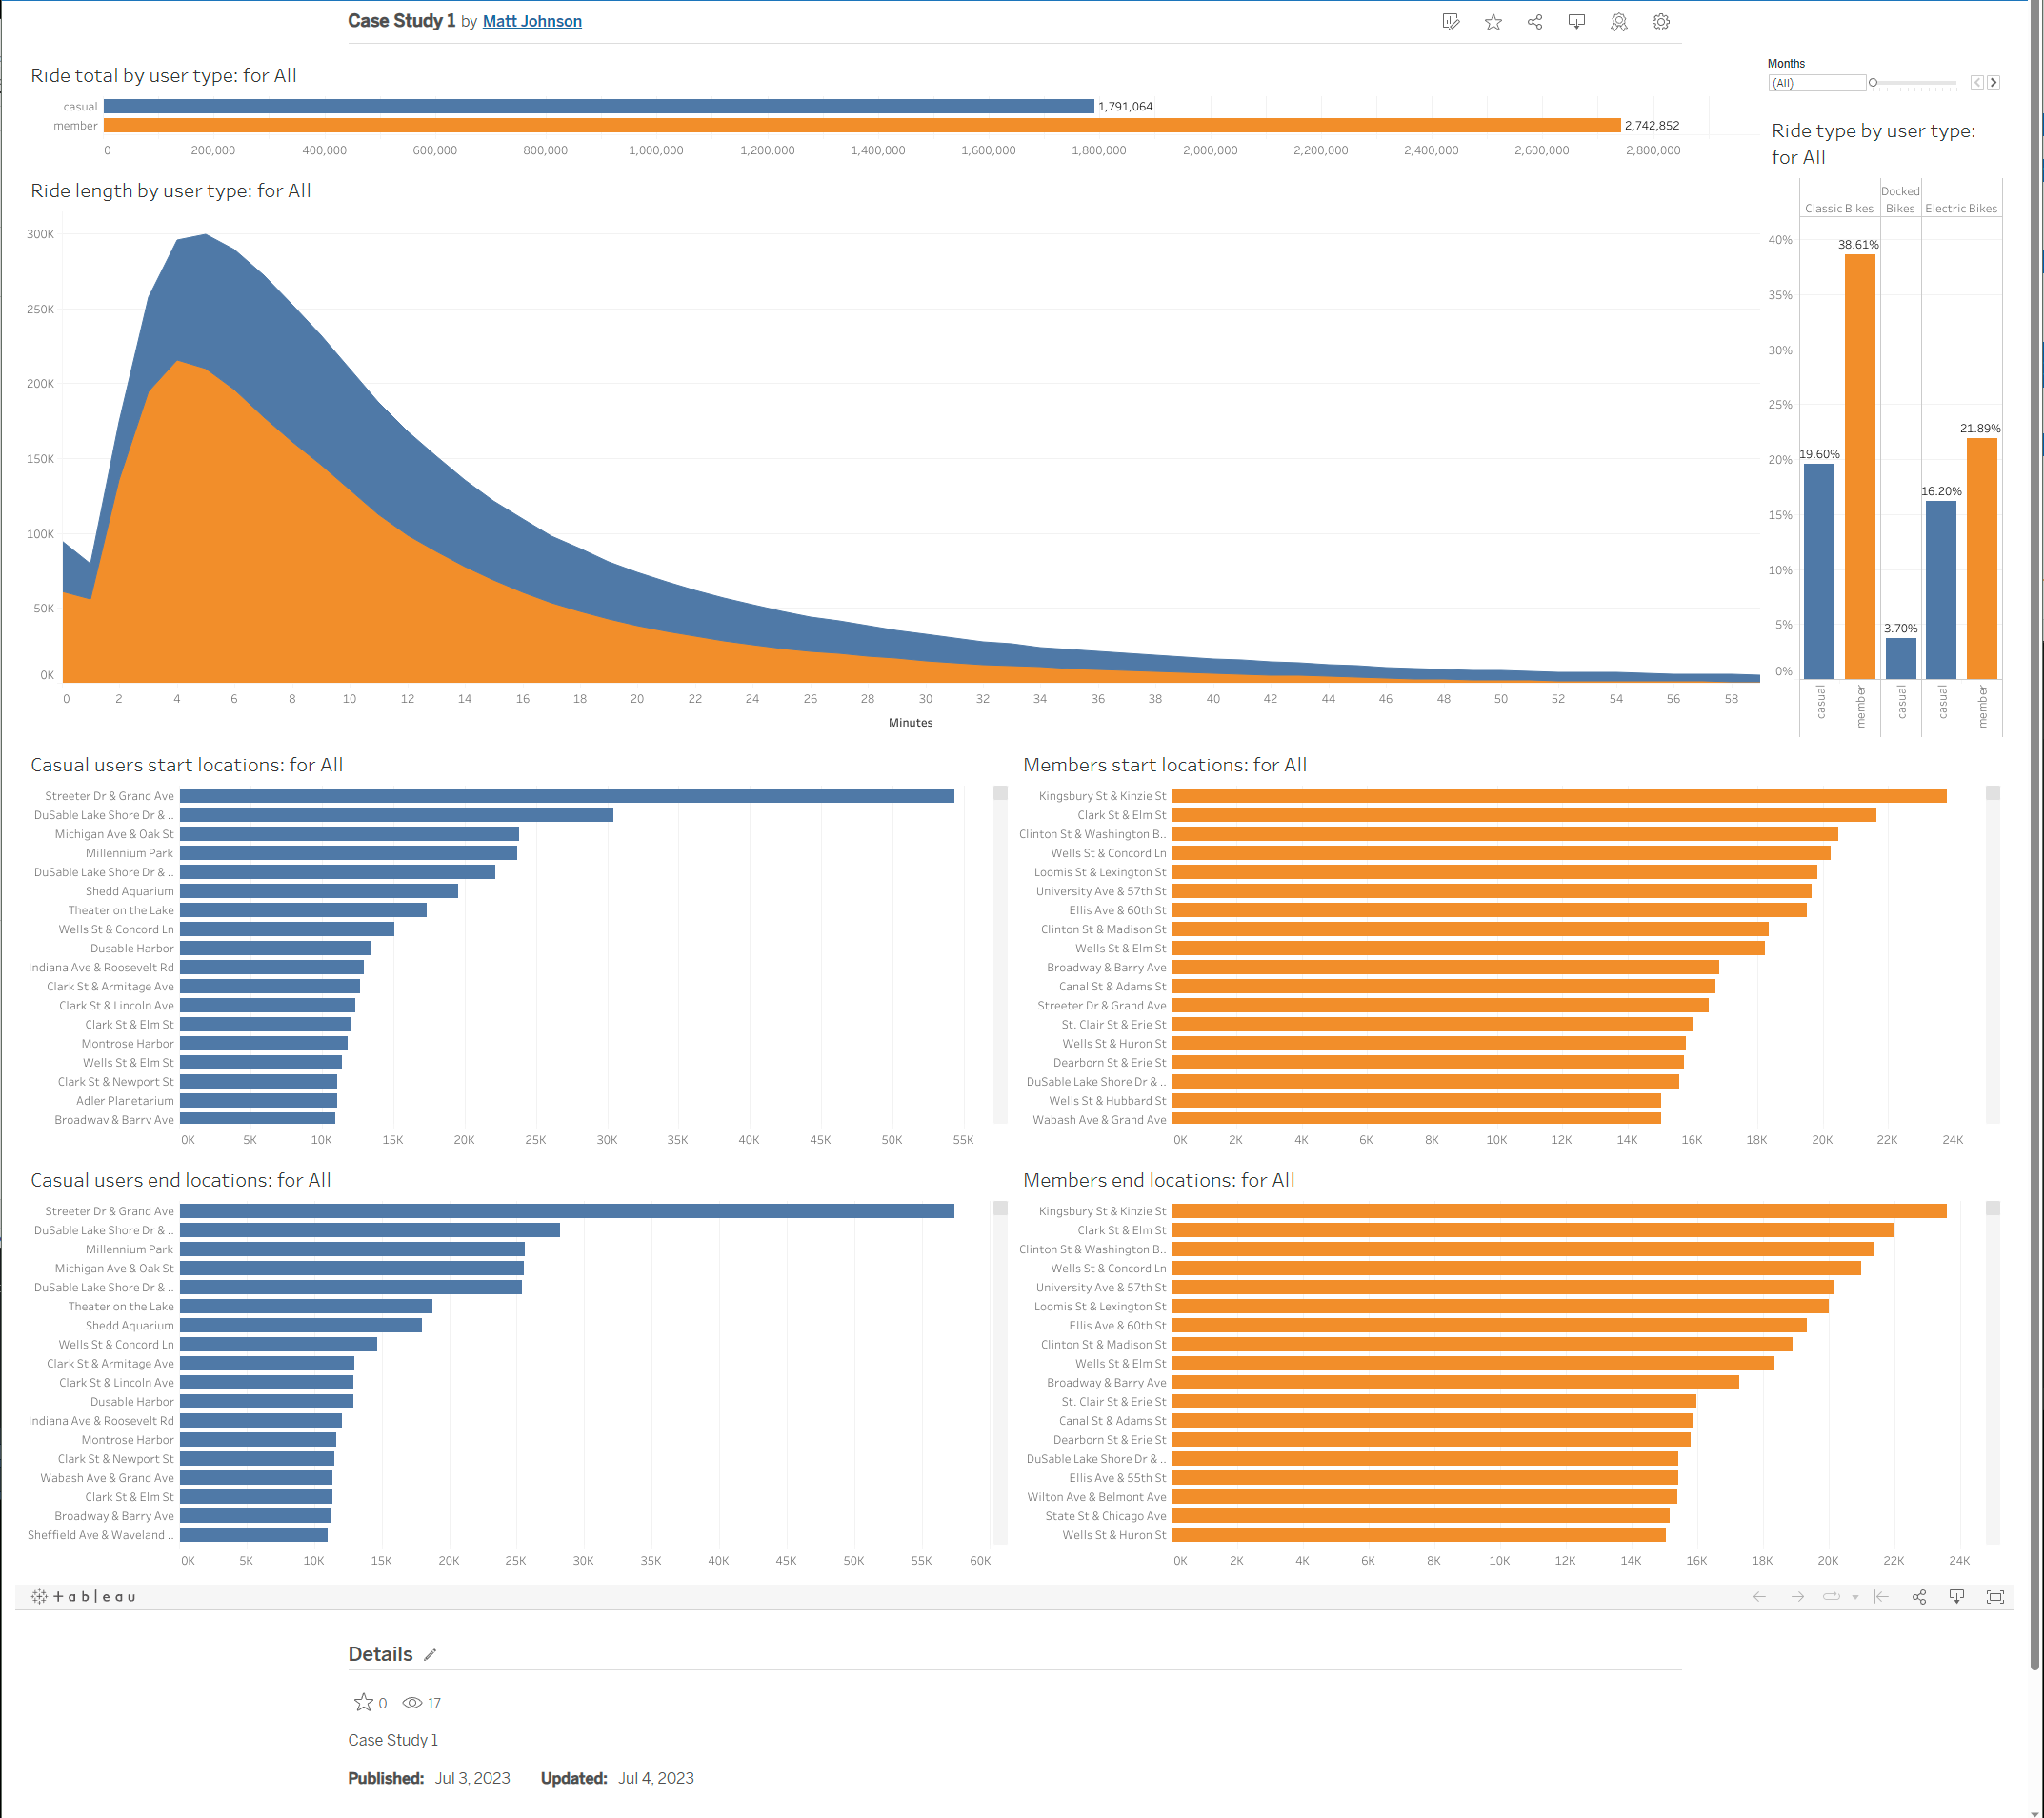 Case Study 1 by Matt Johnson
Ride total by user type: for All
casual 1,791,064
member 2,742,852
0 200,000 400,000 600,000 800,000 1,000,000 1,200,000 1,400,000 1,600,000 1,800,000 2,000,000 2,200,000 2,400,000 2,600,000 2,800,000
Months
(All)
Ride length by user type: for All
300K
250K
200K
150K
100K
50K
0K
0 2 4 6 8 10 12 14 16 18 20 22 24 26 28 30 32 34 36 38 40 42 44 46 48 50 52 54 56 58
Minutes
Ride type by user type:
for All
Docked
Classic Bikes Bikes Electric Bikes
40%
35%
30%
25%
20%
15%
10%
5%
0%
19.60% 38.61% 3.70% 16.20% 21.89%
casual member casual casual member
Casual users start locations: for All
Streeter Dr & Grand Ave
DuSable Lake Shore Dr & ..
Michigan Ave & Oak St
Millennium Park
DuSable Lake Shore Dr & ..
Shedd Aquarium
Theater on the Lake
Wells St & Concord Ln
Dusable Harbor
Indiana Ave & Roosevelt Rd
Clark St & Armitage Ave
Clark St & Lincoln Ave
Clark St & Elm St
Montrose Harbor
Wells St & Elm St
Clark St & Newport St
Adler Planetarium
Broadway & Barry Ave
0K 5K 10K 15K 20K 25K 30K 35K 40K 45K 50K 55K
Members start locations: for All
Kingsbury St & Kinzie St
Clark St & Elm St
Clinton St & Washington B..
Wells St & Concord Ln
Loomis St & Lexington St
University Ave & 57th St
Ellis Ave & 60th St
Clinton St & Madison St
Wells St & Elm St
Broadway & Barry Ave
Canal St & Adams St
Streeter Dr & Grand Ave
St. Clair St & Erie St
Wells St & Huron St
Dearborn St & Erie St
DuSable Lake Shore Dr & ..
Wells St & Hubbard St
Wabash Ave & Grand Ave
0K 2K 4K 6K 8K 10K 12K 14K 16K 18K 20K 22K 24K
Casual users end locations: for All
Streeter Dr & Grand Ave
DuSable Lake Shore Dr & ..
Millennium Park
Michigan Ave & Oak St
DuSable Lake Shore Dr & ..
Theater on the Lake
Shedd Aquarium
Wells St & Concord Ln
Clark St & Armitage Ave
Clark St & Lincoln Ave
Dusable Harbor
Indiana Ave & Roosevelt Rd
Montrose Harbor
Clark St & Newport St
Wabash Ave & Grand Ave
Clark St & Elm St
Broadway & Barry Ave
Sheffield Ave & Waveland ..
0K 5K 10K 15K 20K 25K 30K 35K 40K 45K 50K 55K 60K
Members end locations: for All
Kingsbury St & Kinzie St
Clark St & Elm St
Clinton St & Washington B..
Wells St & Concord Ln
University Ave & 57th St
Loomis St & Lexington St
Ellis Ave & 60th St
Clinton St & Madison St
Wells St & Elm St
Broadway & Barry Ave
St. Clair St & Erie St
Canal St & Adams St
Dearborn St & Erie St
DuSable Lake Shore Dr & ..
Ellis Ave & 55th St
Wilton Ave & Belmont Ave
State St & Chicago Ave
Wells St & Huron St
0K 2K 4K 6K 8K 10K 12K 14K 16K 18K 20K 22K 24K
+ableau
Details
0 17
Case Study 1
Published: Jul 3, 2023 Updated: Jul 4, 2023